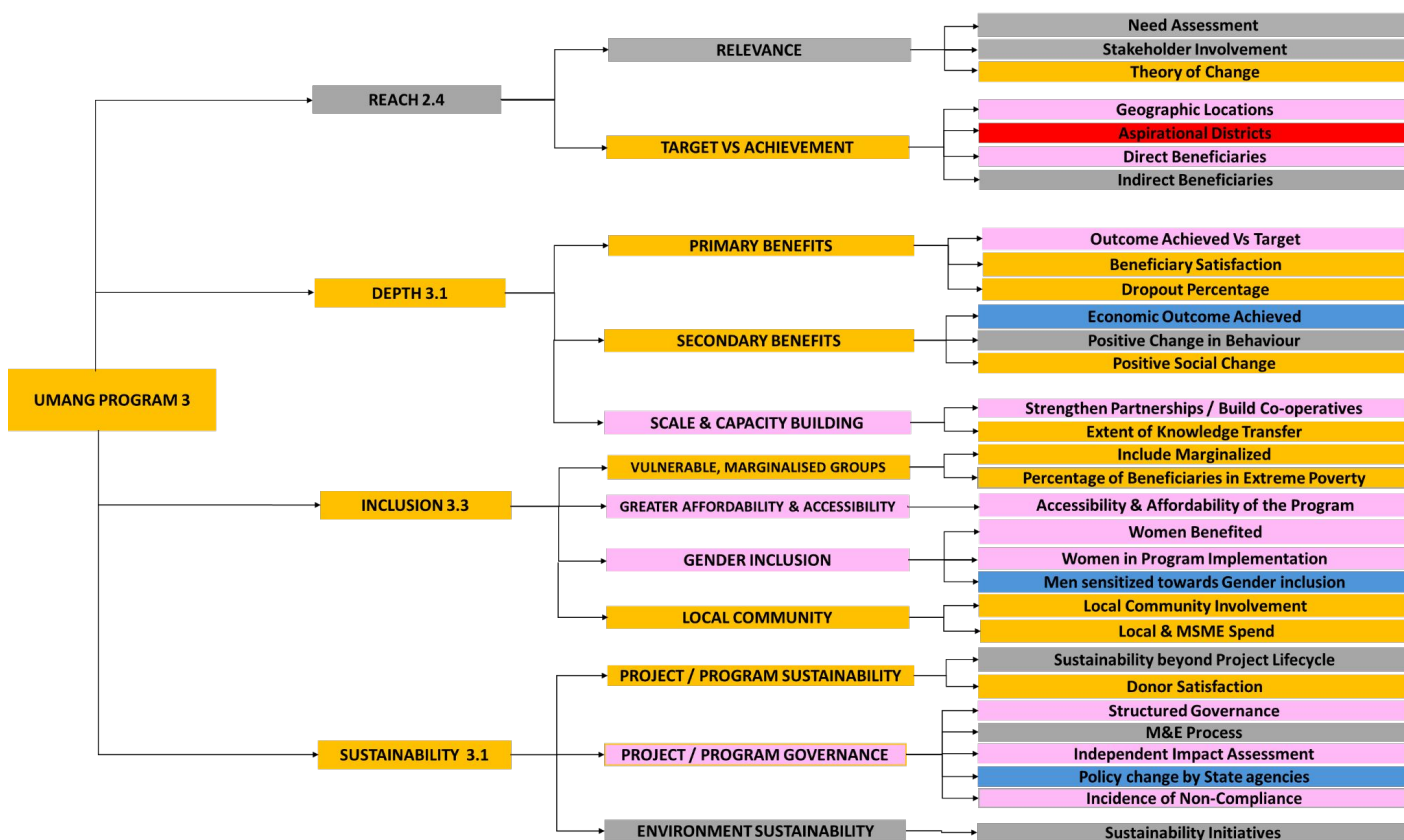 UMANG PROGRAM 3
REACH 2.4
RELEVANCE
Need Assessment
Stakeholder Involvement
Theory of Change
TARGET VS ACHIEVEMENT
Geographic Locations
Aspirational Districts
Direct Beneficiaries
Indirect Beneficiaries
DEPTH 3.1
PRIMARY BENEFITS
Outcome Achieved Vs Target
Beneficiary Satisfaction
Dropout Percentage
SECONDARY BENEFITS
Economic Outcome Achieved
Positive Change in Behaviour
Positive Social Change
SCALE & CAPACITY BUILDING
Strengthen Partnerships / Build Co-operatives
Extent of Knowledge Transfer
INCLUSION 3.3
VULNERABLE, MARGINALISED GROUPS
Include Marginalized
Percentage of Beneficiaries in Extreme Poverty
GREATER AFFORDABILITY & ACCESSIBILITY
Accessibility & Affordability of the Program
GENDER INCLUSION
Women Benefited
Women in Program Implementation
Men sensitized towards Gender inclusion
LOCAL COMMUNITY
Local Community Involvement
Local & MSME Spend
SUSTAINABILITY 3.1
PROJECT / PROGRAM SUSTAINABILITY
Sustainability beyond Project Lifecycle
Donor Satisfaction
PROJECT / PROGRAM GOVERNANCE
Structured Governance
M&E Process
Independent Impact Assessment
Policy change by State agencies
Incidence of Non-Compliance
ENVIRONMENT SUSTAINABILITY
Sustainability Initiatives